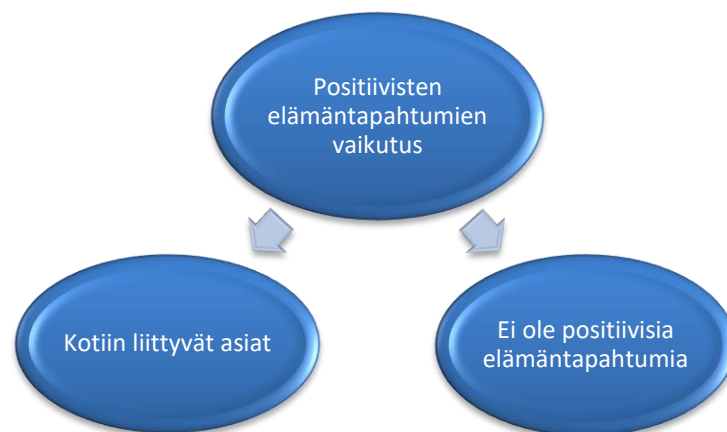 Positiivisten
elämäntapahtumien
vaikutus
Kotiin liittyvät asiat
Ei ole positiivisia
elämäntapahtumia